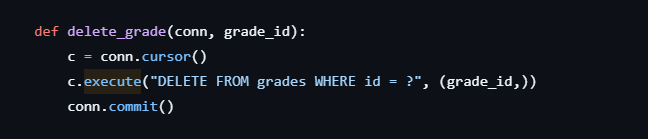 def delete_grade(conn, grade_id):
    c = conn.cursor()
    c.execute("DELETE FROM grades WHERE id = ?", (grade_id,))
    conn.commit()